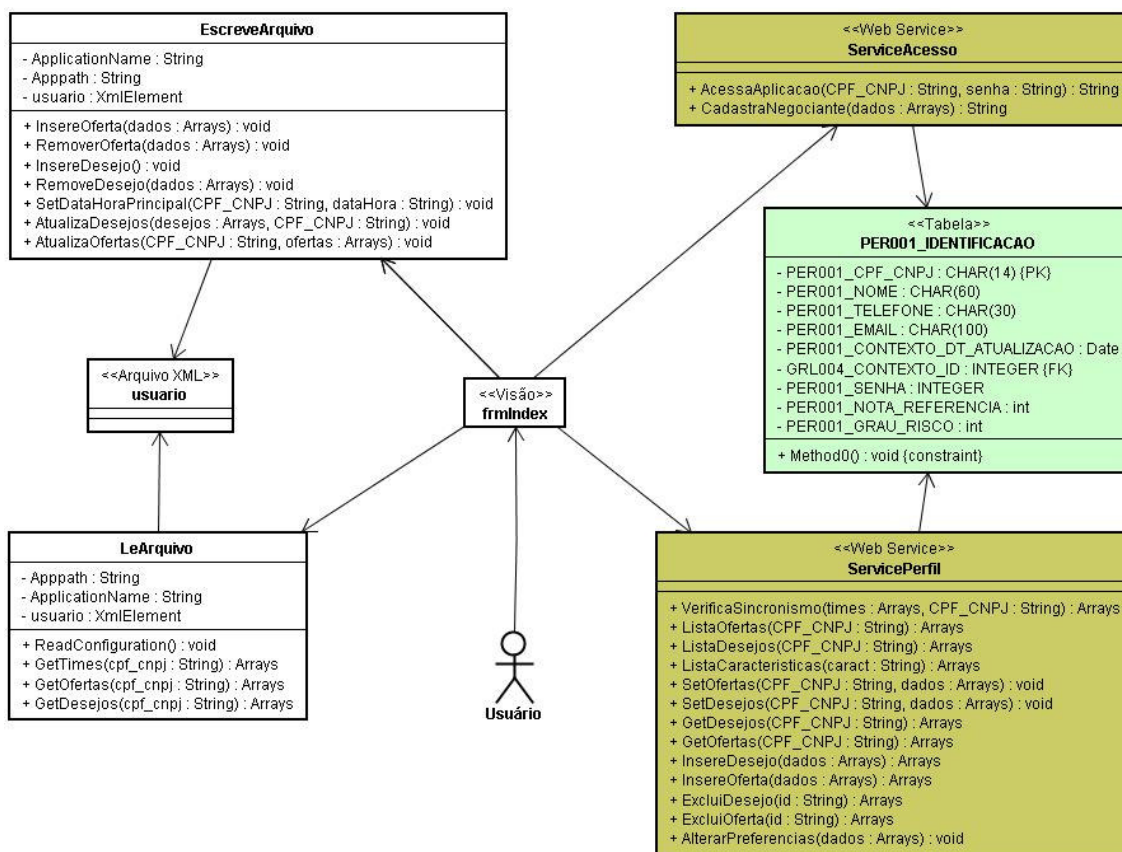 EscreveArquivo
- ApplicationName : String
- Apppath : String
- usuario : XmlElement
+ InsereOferta(dados : Arrays) : void
+ RemoverOferta(dados : Arrays) : void
+ InsereDesejo() : void
+ RemoveDesejo(dados : Arrays) : void
+ SetDataHoraPrincipal(CPF_CNPJ : String, dataHora : String) : void
+ AtualizaDesejos(desejos : Arrays, CPF_CNPJ : String) : void
+ AtualizaOfertas(CPF_CNPJ : String, ofertas : Arrays) : void
<<Web Service>>
ServiceAcesso
+ AcessaAplicacao(CPF_CNPJ : String, senha : String) : String
+ CadastraNegociante(dados : Arrays) : String
<<Tabela>>
PER001_IDENTIFICACAO
- PER001_CPF_CNPJ : CHAR(14) {PK}
- PER001_NOME : CHAR(60)
- PER001_TELEFONE : CHAR(30)
- PER001_EMAIL : CHAR(100)
- PER001_CONTEXTO_DT_ATUALIZACAO : Date
- GRL004_CONTEXTO_ID : INTEGER {FK}
- PER001_SENHA : INTEGER
- PER001_NOTA_REFERENCIA : int
- PER001_GRAU_RISCO : int
+ Method0() : void {constraint}
<<Arquivo XML>>
usuario
<<Visão>>
frmIndex
LeArquivo
- Apppath : String
- ApplicationName : String
- usuario : XmlElement
+ ReadConfiguration() : void
+ GetTimes(cpf_cnpj : String) : Arrays
+ GetOfertas(cpf_cnpj : String) : Arrays
+ GetDesejos(cpf_cnpj : String) : Arrays
Usuário
<<Web Service>>
ServicePerfil
+ VerificaSincronismo(times : Arrays, CPF_CNPJ : String) : Arrays
+ ListaOfertas(CPF_CNPJ : String) : Arrays
+ ListaDesejos(CPF_CNPJ : String) : Arrays
+ ListaCaracteristicas(caract : String) : Arrays
+ SetOfertas(CPF_CNPJ : String, dados : Arrays) : void
+ SetDesejos(CPF_CNPJ : String, dados : Arrays) : void
+ GetDesejos(CPF_CNPJ : String) : Arrays
+ GetOfertas(CPF_CNPJ : String) : Arrays
+ InsereDesejo(dados : Arrays) : Arrays
+ InsereOferta(dados : Arrays) : Arrays
+ ExcluiDesejo(id : String) : Arrays
+ ExcluiOferta(id : String) : Arrays
+ AlterarPreferencias(dados : Arrays) : void